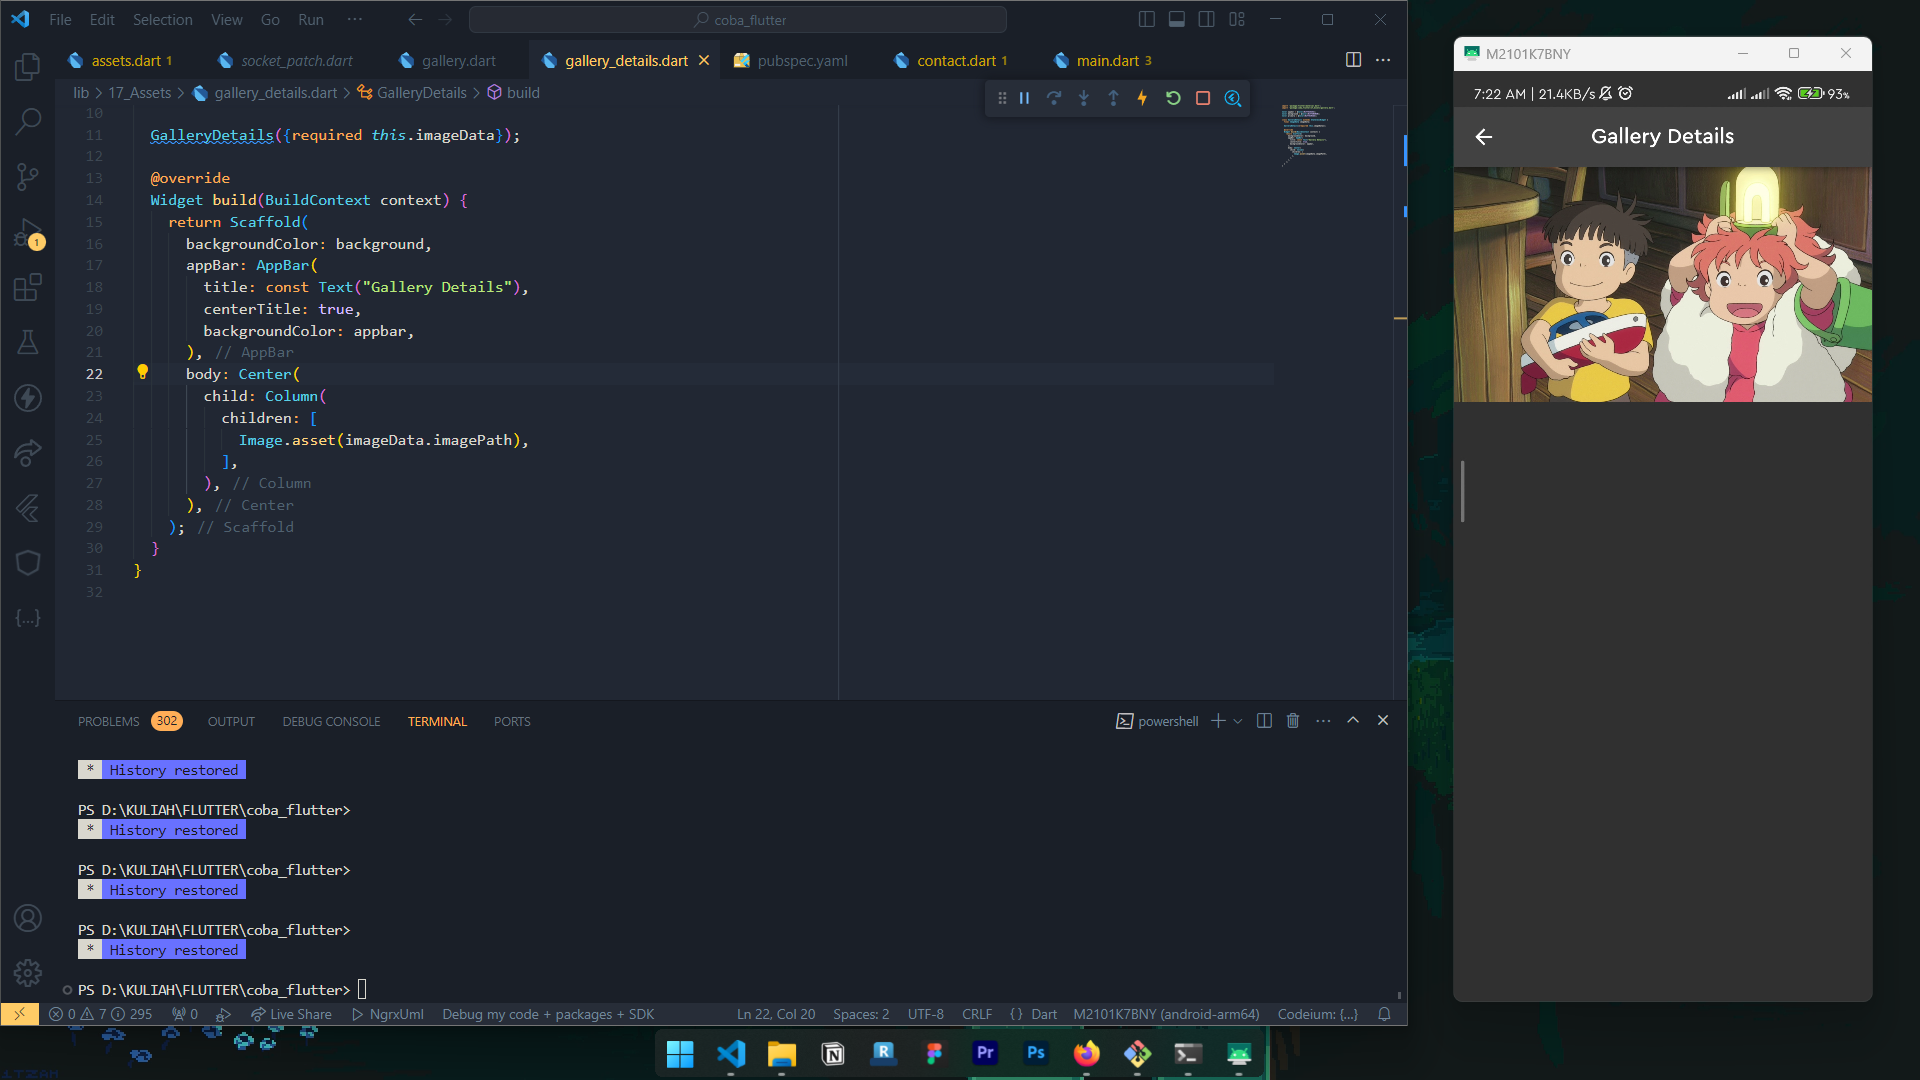 File Edit Selection View Go Run ···
coba_flutter
assets.dart 1
socket_patch.dart
gallery.dart
gallery_details.dart
pubspec.yaml
contact.dart 1
main.dart 3
lib > 17_Assets > gallery_details.dart > GalleryDetails > build
10
11 GalleryDetails({required this.imageData});
12
13 @override
14 Widget build(BuildContext context) {
15 return Scaffold(
16 backgroundColor: background,
17 appBar: AppBar(
18 title: const Text("Gallery Details"),
19 centerTitle: true,
20 backgroundColor: appbar,
21 ), // AppBar
22 body: Center(
23 child: Column(
24 children: [
25 Image.asset(imageData.imagePath),
26 ],
27 ), // Column
28 ), // Center
29 ); // Scaffold
30 }
31 }
32
PROBLEMS 302 OUTPUT DEBUG CONSOLE TERMINAL PORTS
powershell
* History restored
PS D:\KULIAH\FLUTTER\coba_flutter>
* History restored
PS D:\KULIAH\FLUTTER\coba_flutter>
* History restored
PS D:\KULIAH\FLUTTER\coba_flutter>
* History restored
PS D:\KULIAH\FLUTTER\coba_flutter>
0 7 295 0 Live Share NgrxUml Debug my code + packages + SDK
Ln 22, Col 20 Spaces: 2 UTF-8 CRLF {} Dart M2101K7BNY (android-arm64) Codeium: {...}
1
M2101K7BNY
7:22 AM | 21.4KB/s
93%
Gallery Details
N R Pr Ps